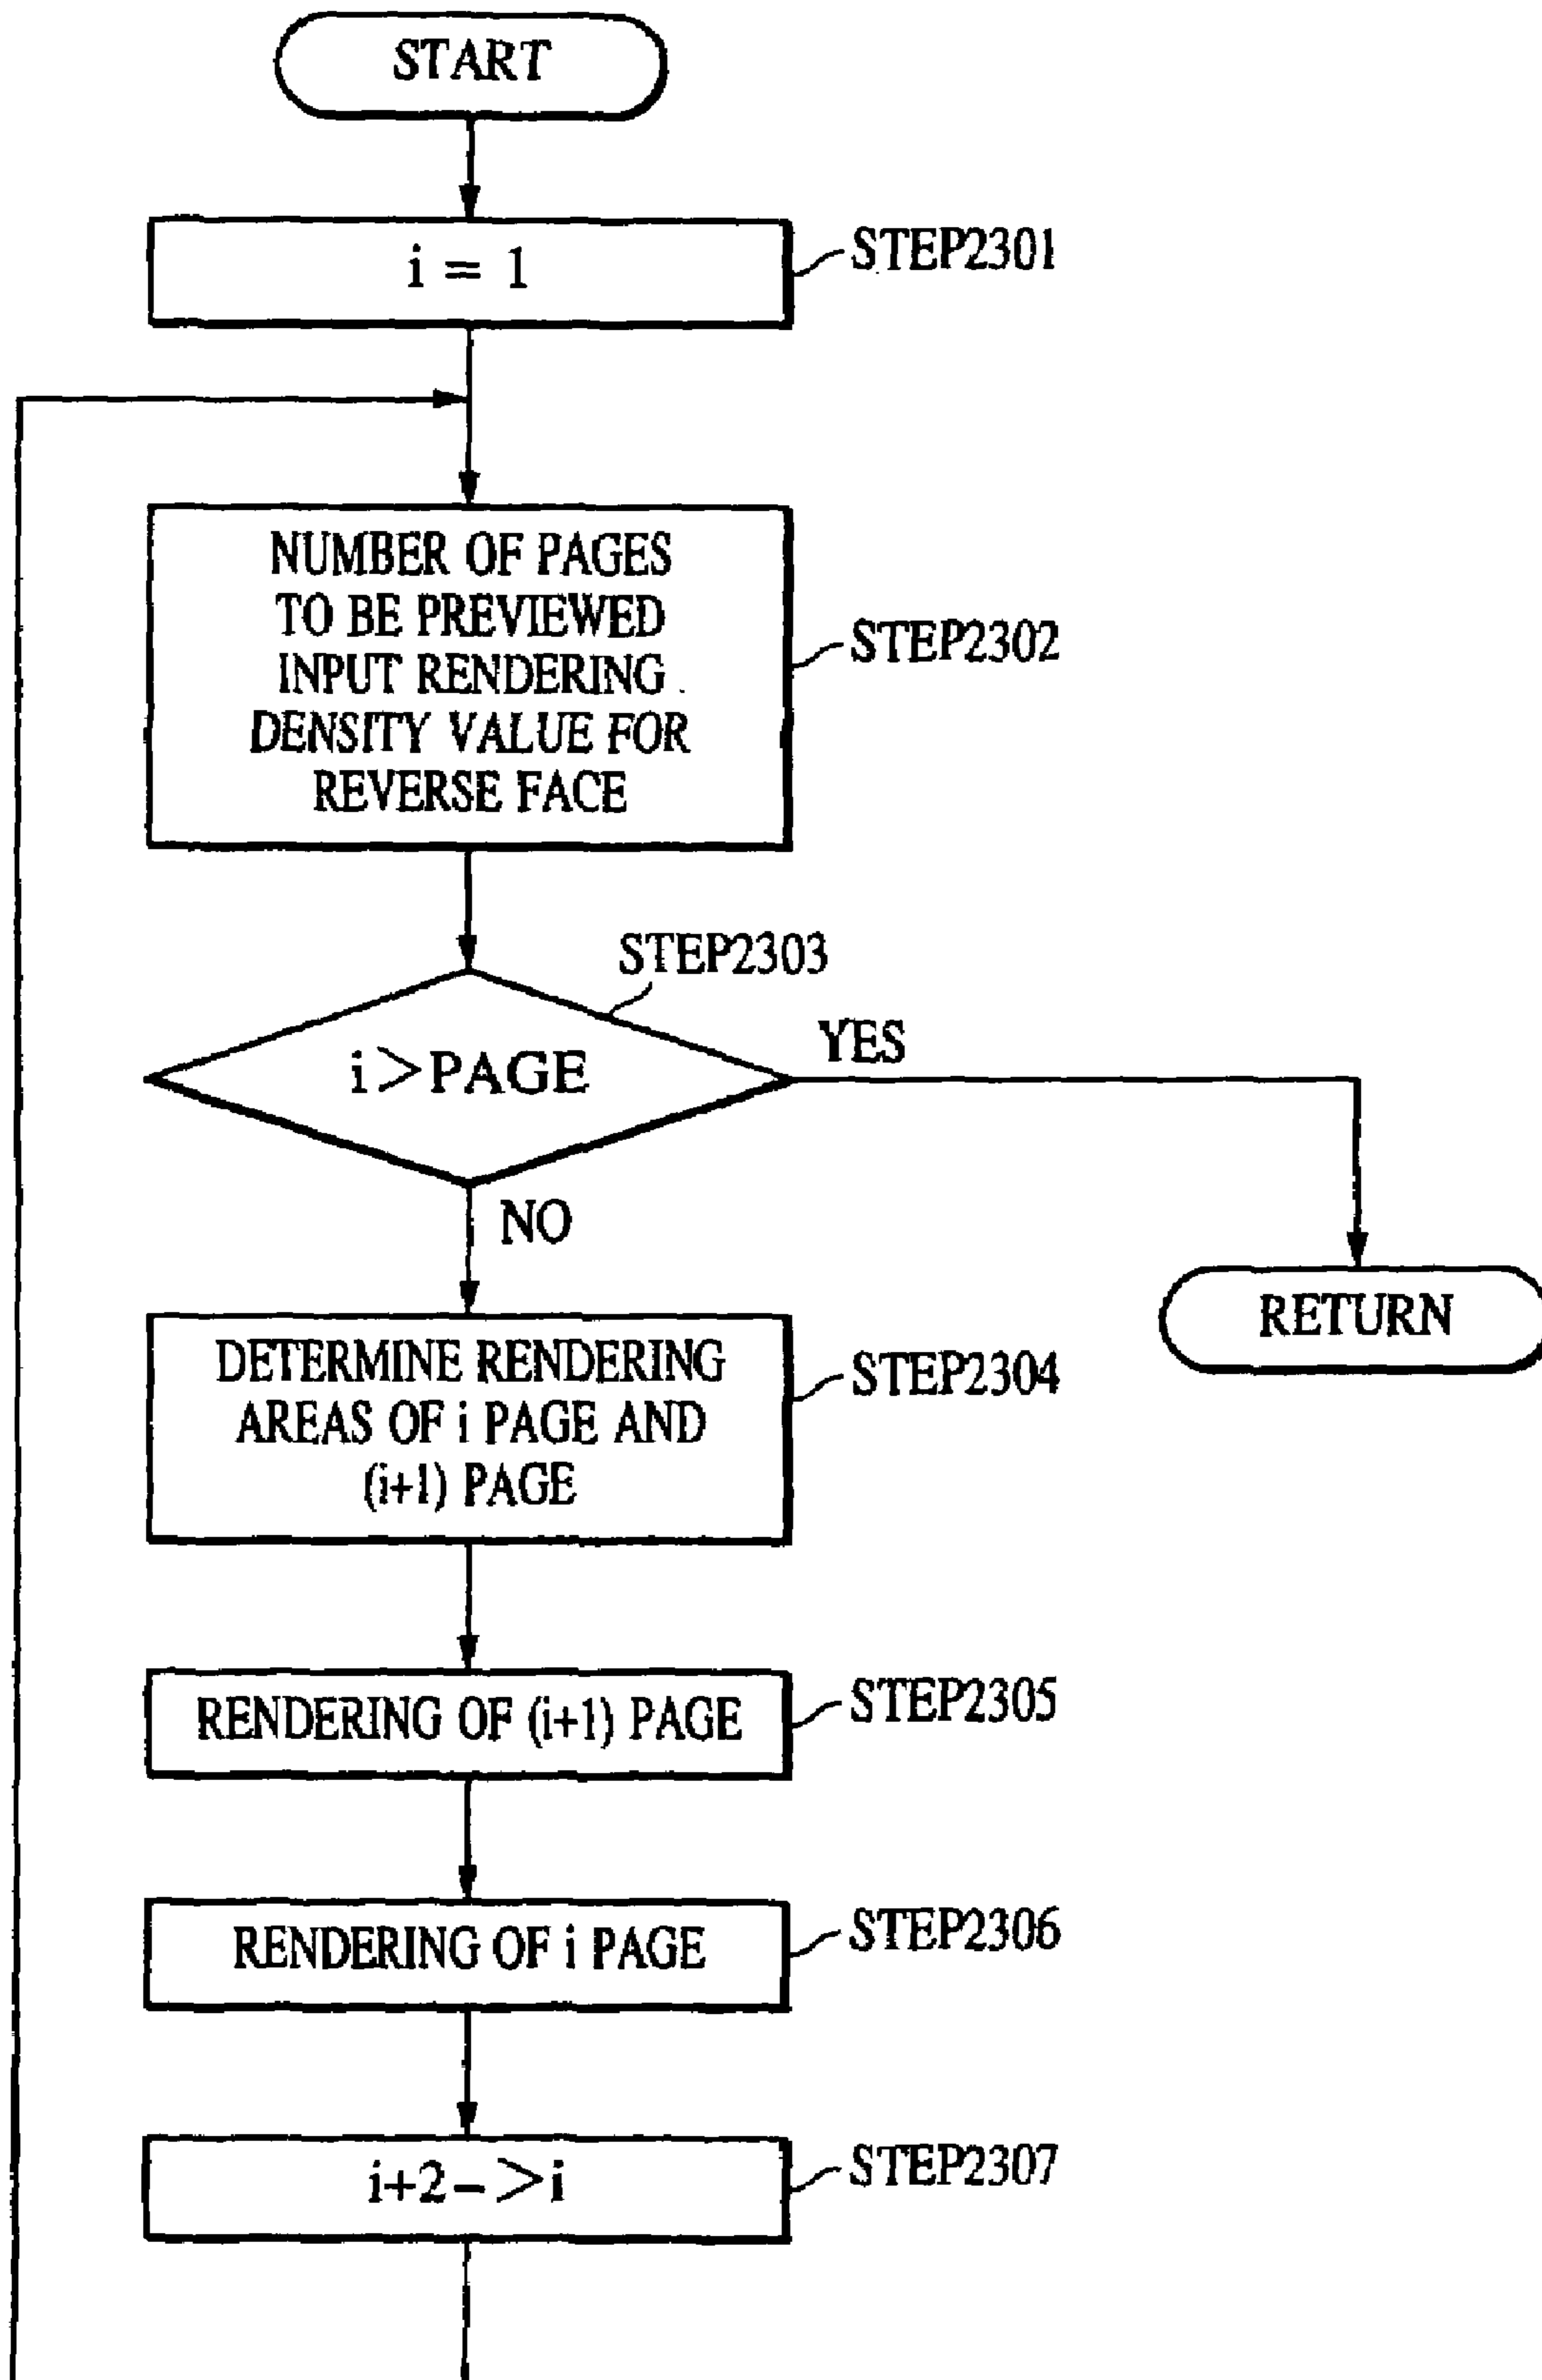 START
i = 1
STEP2301
NUMBER OF PAGES
TO BE PREVIEWED
INPUT RENDERING
DENSITY VALUE FOR
REVERSE FACE
STEP2302
STEP2303
i>PAGE
YES
NO
RETURN
DETERMINE RENDERING
AREAS OF i PAGE AND
(i+1) PAGE
STEP2304
RENDERING OF (i+1) PAGE
STEP2305
RENDERING OF i PAGE
STEP2306
i+2->i
STEP2307